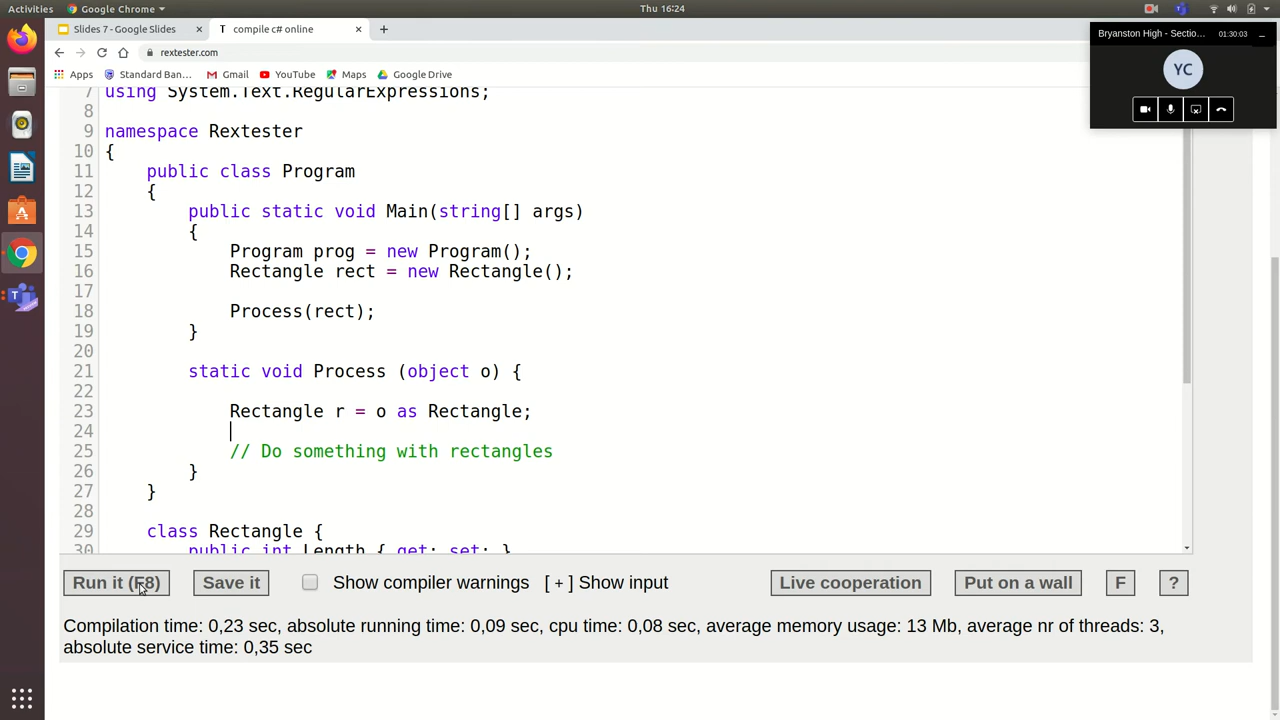 Activities
Google Chrome
Thu 16:24
Slides 7 - Google Slides
compile c# online
rextester.com
Apps
Standard Ban...
Gmail
YouTube
Maps
Google Drive
Bryanston High - Sectio...
01:30:03
YC
7 using System.Text.RegularExpressions;
8
9 namespace Rextester
10 {
11 public class Program
12 {
13 public static void Main(string[] args)
14 {
15 Program prog = new Program();
16 Rectangle rect = new Rectangle();
17
18 Process(rect);
19 }
20
21 static void Process (object o) {
22
23 Rectangle r = o as Rectangle;
24
25 // Do something with rectangles
26 }
27 }
28
29 class Rectangle {
30 public int Length { get; set; }
Run it (F8)
Save it
Show compiler warnings
[ + ] Show input
Live cooperation
Put on a wall
F
?
Compilation time: 0,23 sec, absolute running time: 0,09 sec, cpu time: 0,08 sec, average memory usage: 13 Mb, average nr of threads: 3,
absolute service time: 0,35 sec